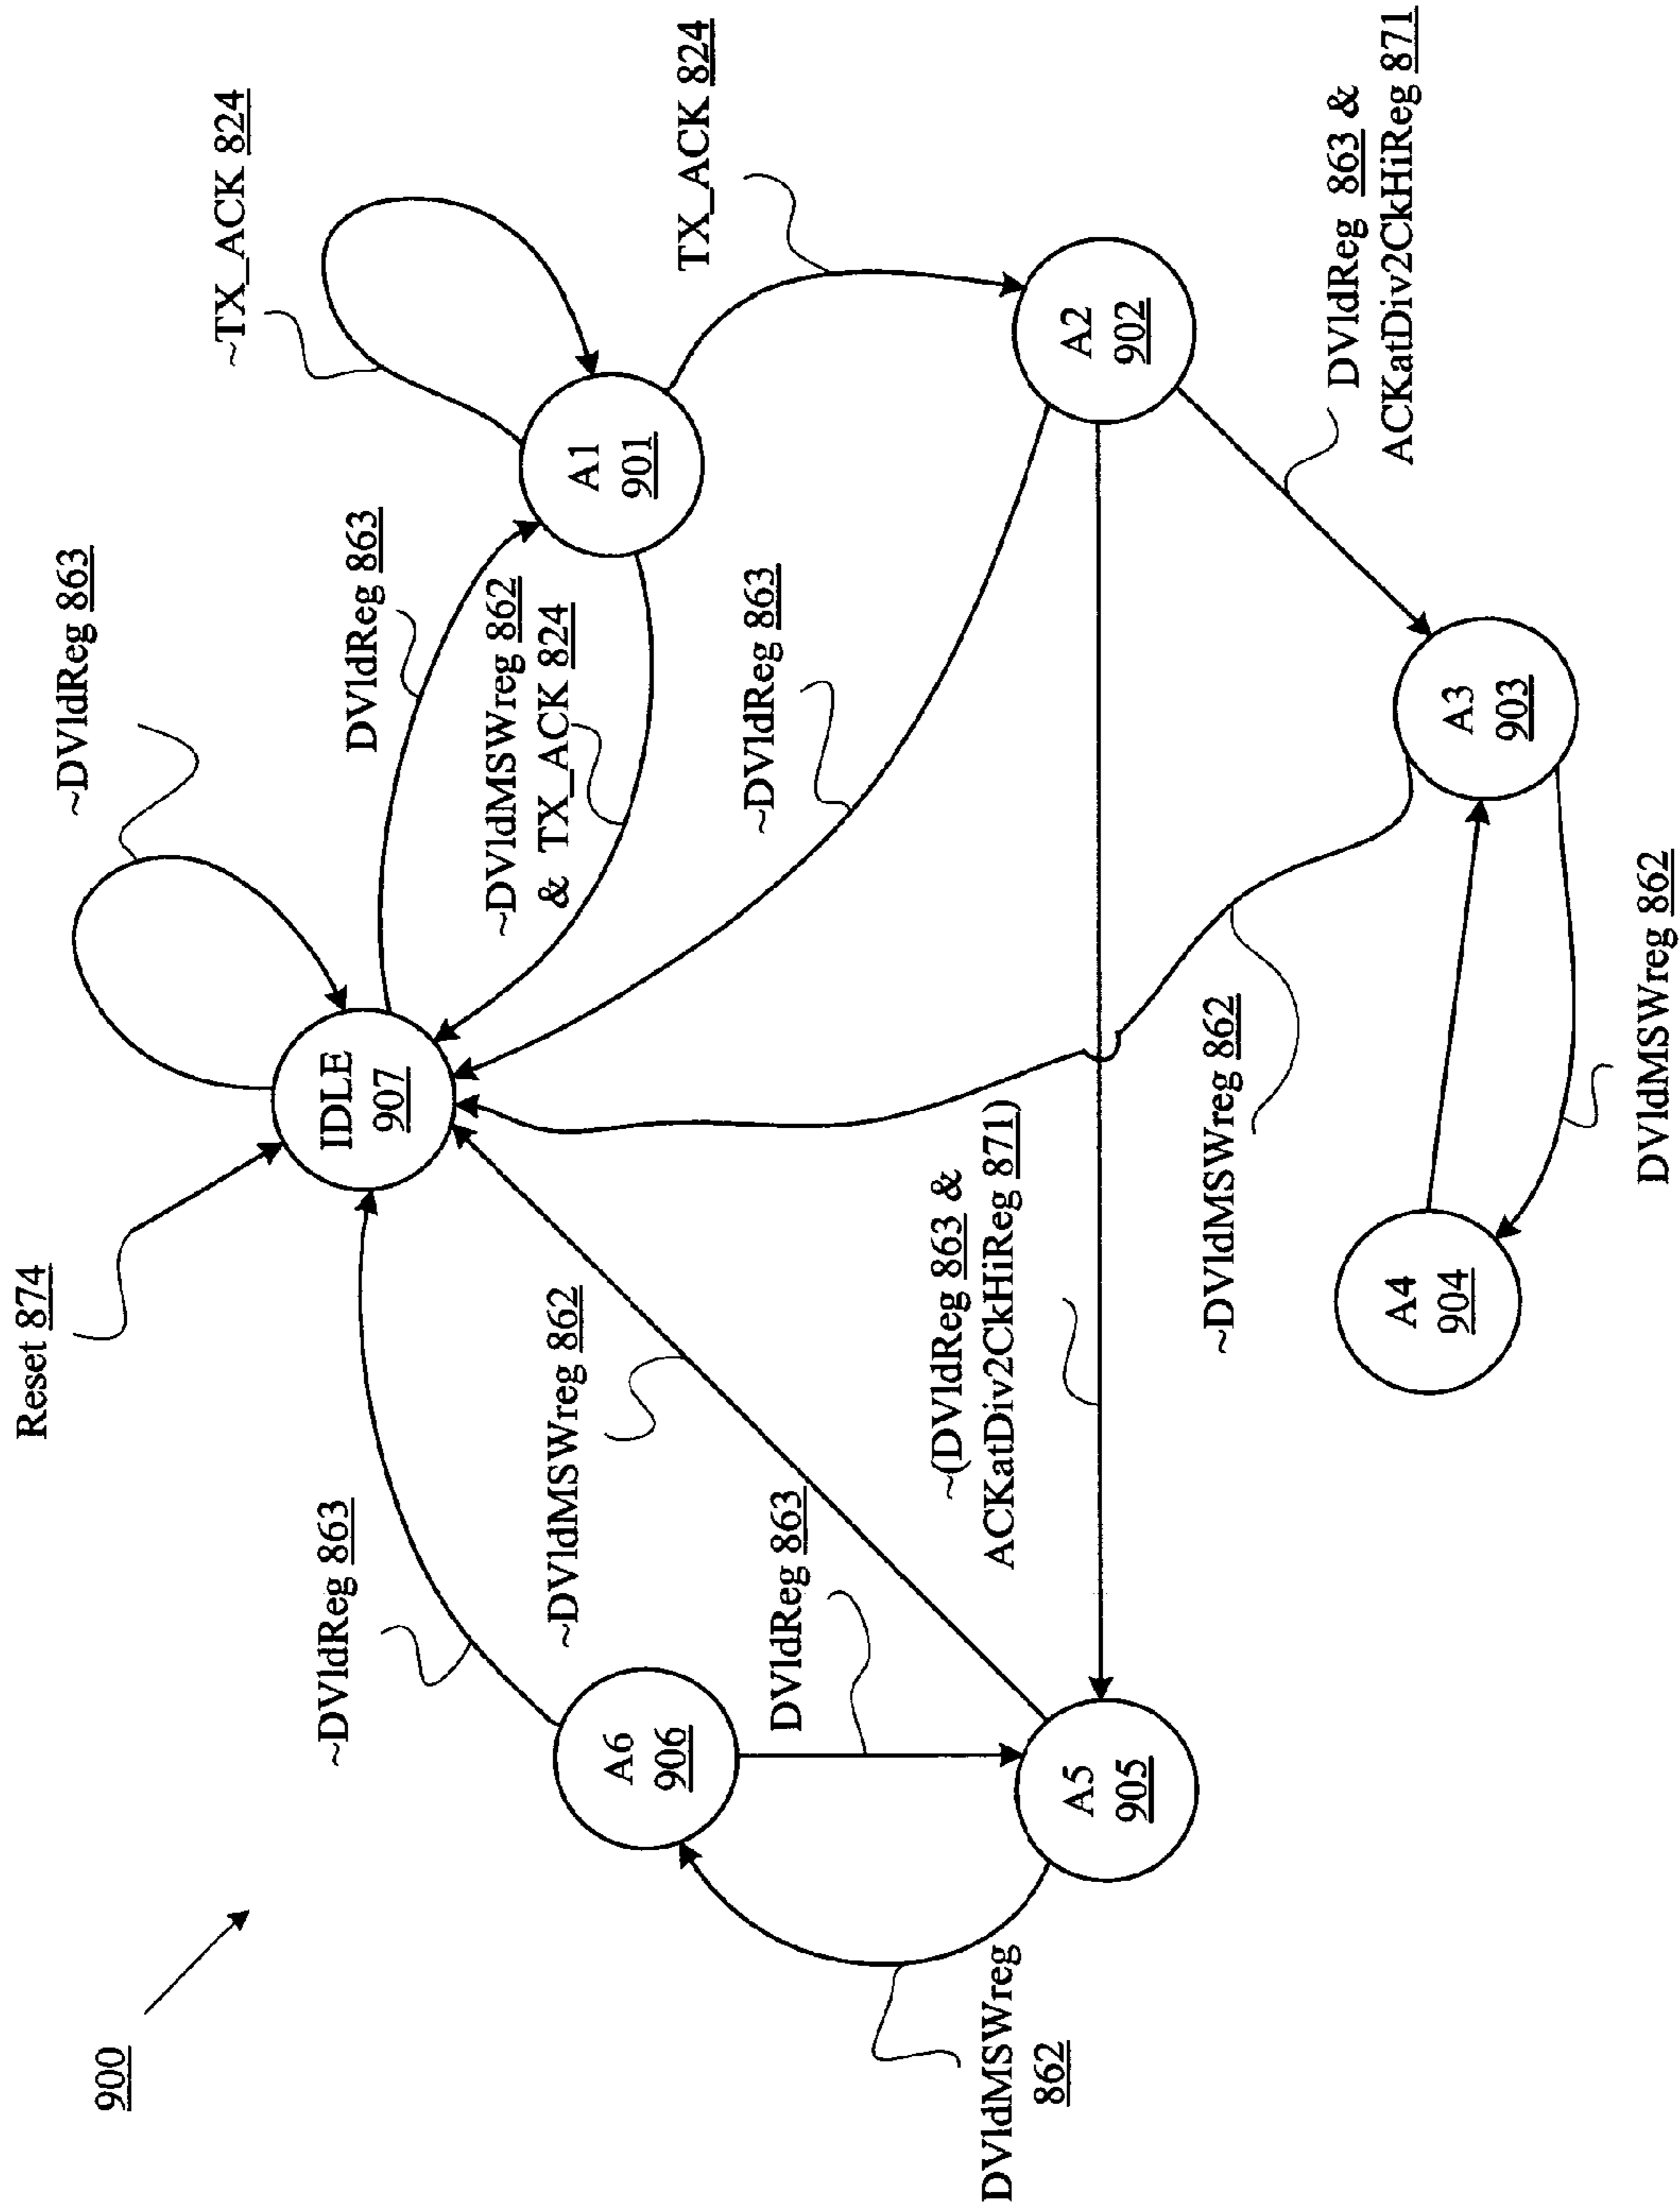 900
Reset 874
~DVldReg 863
~TX_ACK 824
IDLE
907
DVldReg 863
~DVldMSWreg 862
& TX_ACK 824
A1
901
TX_ACK 824
~DVldReg 863
~DVldMSWreg 862
~DVldReg 863
A6
906
DVldReg 863
~(DVldReg 863 &
ACKatDiv2CkHiReg 871)
A2
902
DVldReg 863 &
ACKatDiv2CkHiReg 871
DVldMSWreg
862
A5
905
~DVldMSWreg 862
A3
903
A4
904
DVldMSWreg 862